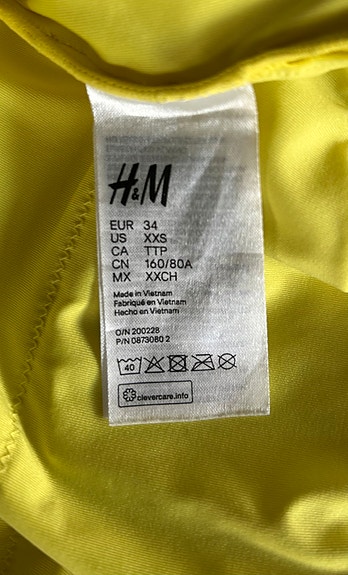 H&M
EUR 34
US XXS
CA TTP
CN 160/80A
MX XXCH
Made in Vietnam
Fabriqué en Vietnam
Hecho en Vietnam
O/N 200228
P/N 0873080 2
40
clevercare.info